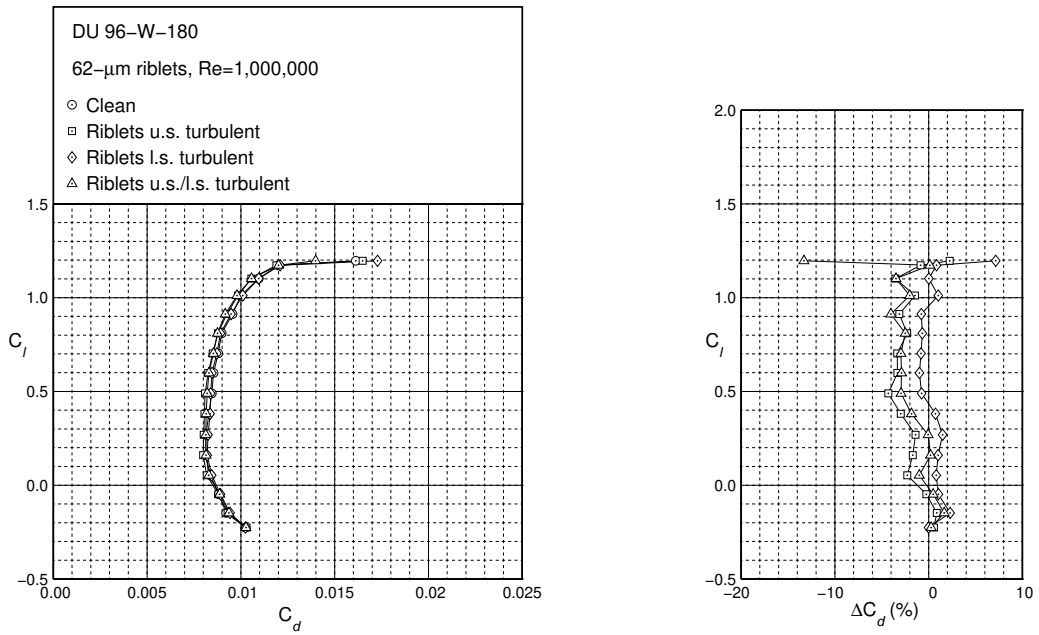 DU 96−W−180
62−μm riblets, Re=1,000,000
Clean
Riblets u.s. turbulent
Riblets l.s. turbulent
Riblets u.s./l.s. turbulent
1.5
1.0
C_l
0.5
0.0
−0.5
0.00 0.005 0.01 0.015 0.02 0.025
C_d
2.0
1.5
1.0
C_l
0.5
0.0
−0.5
−20 −10 0 10
ΔC_d (%)